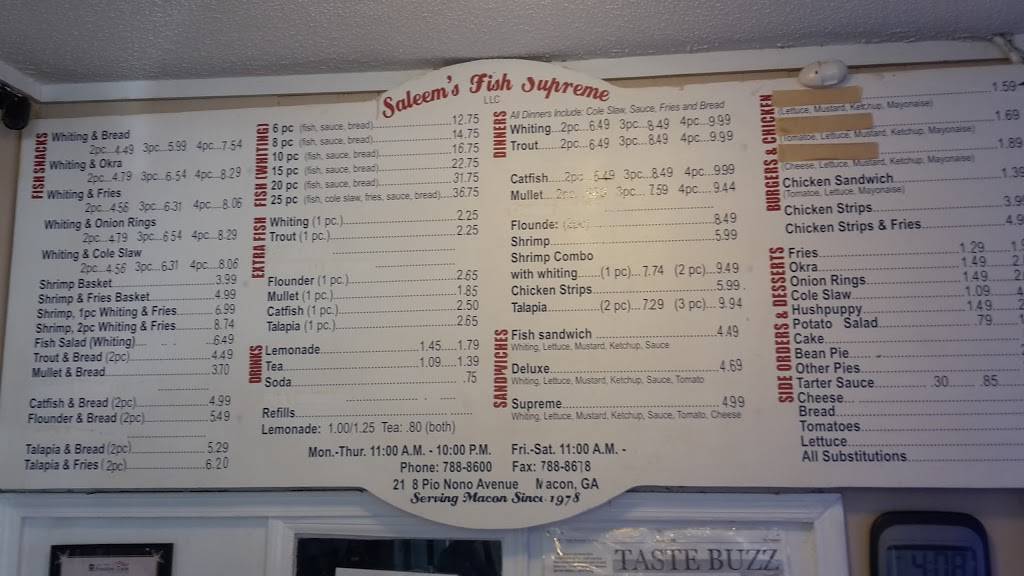 Saleem's Fish Supreme
LLC
FISH SNACKS
Whiting & Bread
2pc...4.49 3pc...5.99 4pc...7.54
Whiting & Okra
2pc...4.79 3pc...6.54 4pc...8.29
Whiting & Fries
2pc...4.56 3pc...6.31 4pc...8.06
Whiting & Onion Rings
2pc...4.79 3pc...6.54 4pc...8.29
Whiting & Cole Slaw
2pc...4.56 3pc...6.31 4pc...8.06
Shrimp Basket 3.99
Shrimp & Fries Basket 4.99
Shrimp, 1pc Whiting & Fries 6.99
Shrimp, 2pc Whiting & Fries 8.74
Fish Salad (Whiting) 6.49
Trout & Bread (2pc) 4.49
Mullet & Bread 3.70
Catfish & Bread (2pc) 4.99
Flounder & Bread (2pc) 5.49
Talapia & Bread (2pc) 5.29
Talapia & Fries (2pc) 6.20
FISH (WHITING)
6 pc (fish, sauce, bread) 12.75
8 pc (fish, sauce, bread) 14.75
10 pc (fish, sauce, bread) 16.75
15 pc (fish, sauce, bread) 22.75
20 pc (fish, sauce, bread) 31.75
25 pc (fish, cole slaw, fries, sauce, bread) 36.75
EXTRA FISH
Whiting (1 pc.) 2.25
Trout (1 pc.) 2.25
Flounder (1 pc.) 2.65
Mullet (1 pc.) 1.85
Catfish (1 pc.) 2.50
Talapia (1 pc.) 2.65
DRINKS
Lemonade 1.45 1.79
Tea 1.09 1.39
Soda .75
Refills
Lemonade: 1.00/1.25 Tea: .80 (both)
DINNERS
All Dinners Include: Cole Slaw, Sauce, Fries and Bread
Whiting...2pc...6.49 3pc...8.49 4pc...9.99
Trout...2pc...6.49 3pc...8.49 4pc...9.99
Catfish...2pc 5.49 3pc...8.49 4pc...9.99
Mullet...2pc 3pc... 7.59 4pc... 9.44
Flounde: 8.49
Shrimp 5.99
Shrimp Combo
with whiting (1 pc)... 7.74 (2 pc)...9.49
Chicken Strips 5.99
Talapia (2 pc)...7.29 (3 pc)... 9.94
SANDWICHES
Fish sandwich 4.49
Whiting, Lettuce, Mustard, Ketchup, Sauce
Deluxe 4.69
Whiting, Lettuce, Mustard, Ketchup, Sauce, Tomato
Supreme 4.99
Whiting, Lettuce, Mustard, Ketchup, Sauce, Tomato, Cheese
BURGERS & CHICKEN
1.59
(Lettuce, Mustard, Ketchup, Mayonaise)
1.69
(Tomatoe, Lettuce, Mustard, Ketchup, Mayonaise)
1.89
(Cheese, Lettuce, Mustard, Ketchup, Mayonaise)
Chicken Sandwich 1.39
(Tomatoe, Lettuce, Mayonaise)
Chicken Strips 3.9
Chicken Strips & Fries 4.9
SIDE ORDERS & DESSERTS
Fries 1.29
Okra 1.49
Onion Rings 1.49
Cole Slaw 1.09
Hushpuppy 1.49
Potato Salad .79
Cake
Bean Pie
Other Pies
Tarter Sauce .30 .85
Cheese
Bread
Tomatoes
Lettuce
All Substitutions
Mon.-Thur. 11:00 A.M. - 10:00 P.M. Fri.-Sat. 11:00 A.M. -
Phone: 788-8600 Fax: 788-8618
21 8 Pio Nono Avenue Macon, GA
Serving Macon Since 1978
TASTE BUZZ
4:08